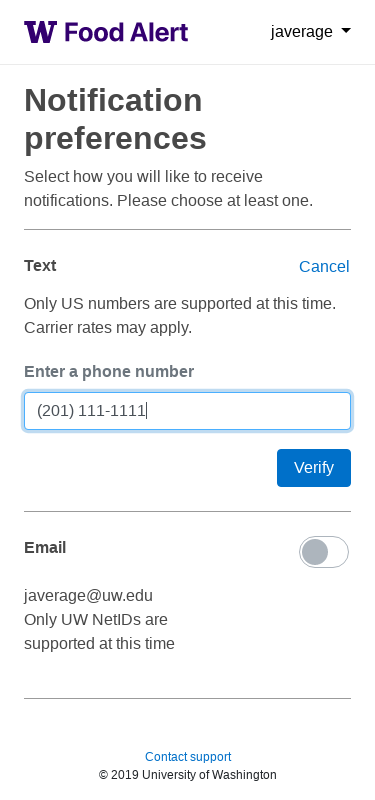 W Food Alert
javerage
Notification
preferences
Select how you will like to receive
notifications. Please choose at least one.
Text
Cancel
Only US numbers are supported at this time.
Carrier rates may apply.
Enter a phone number
(201) 111-1111
Verify
Email
javerage@uw.edu
Only UW NetIDs are
supported at this time
Contact support
© 2019 University of Washington